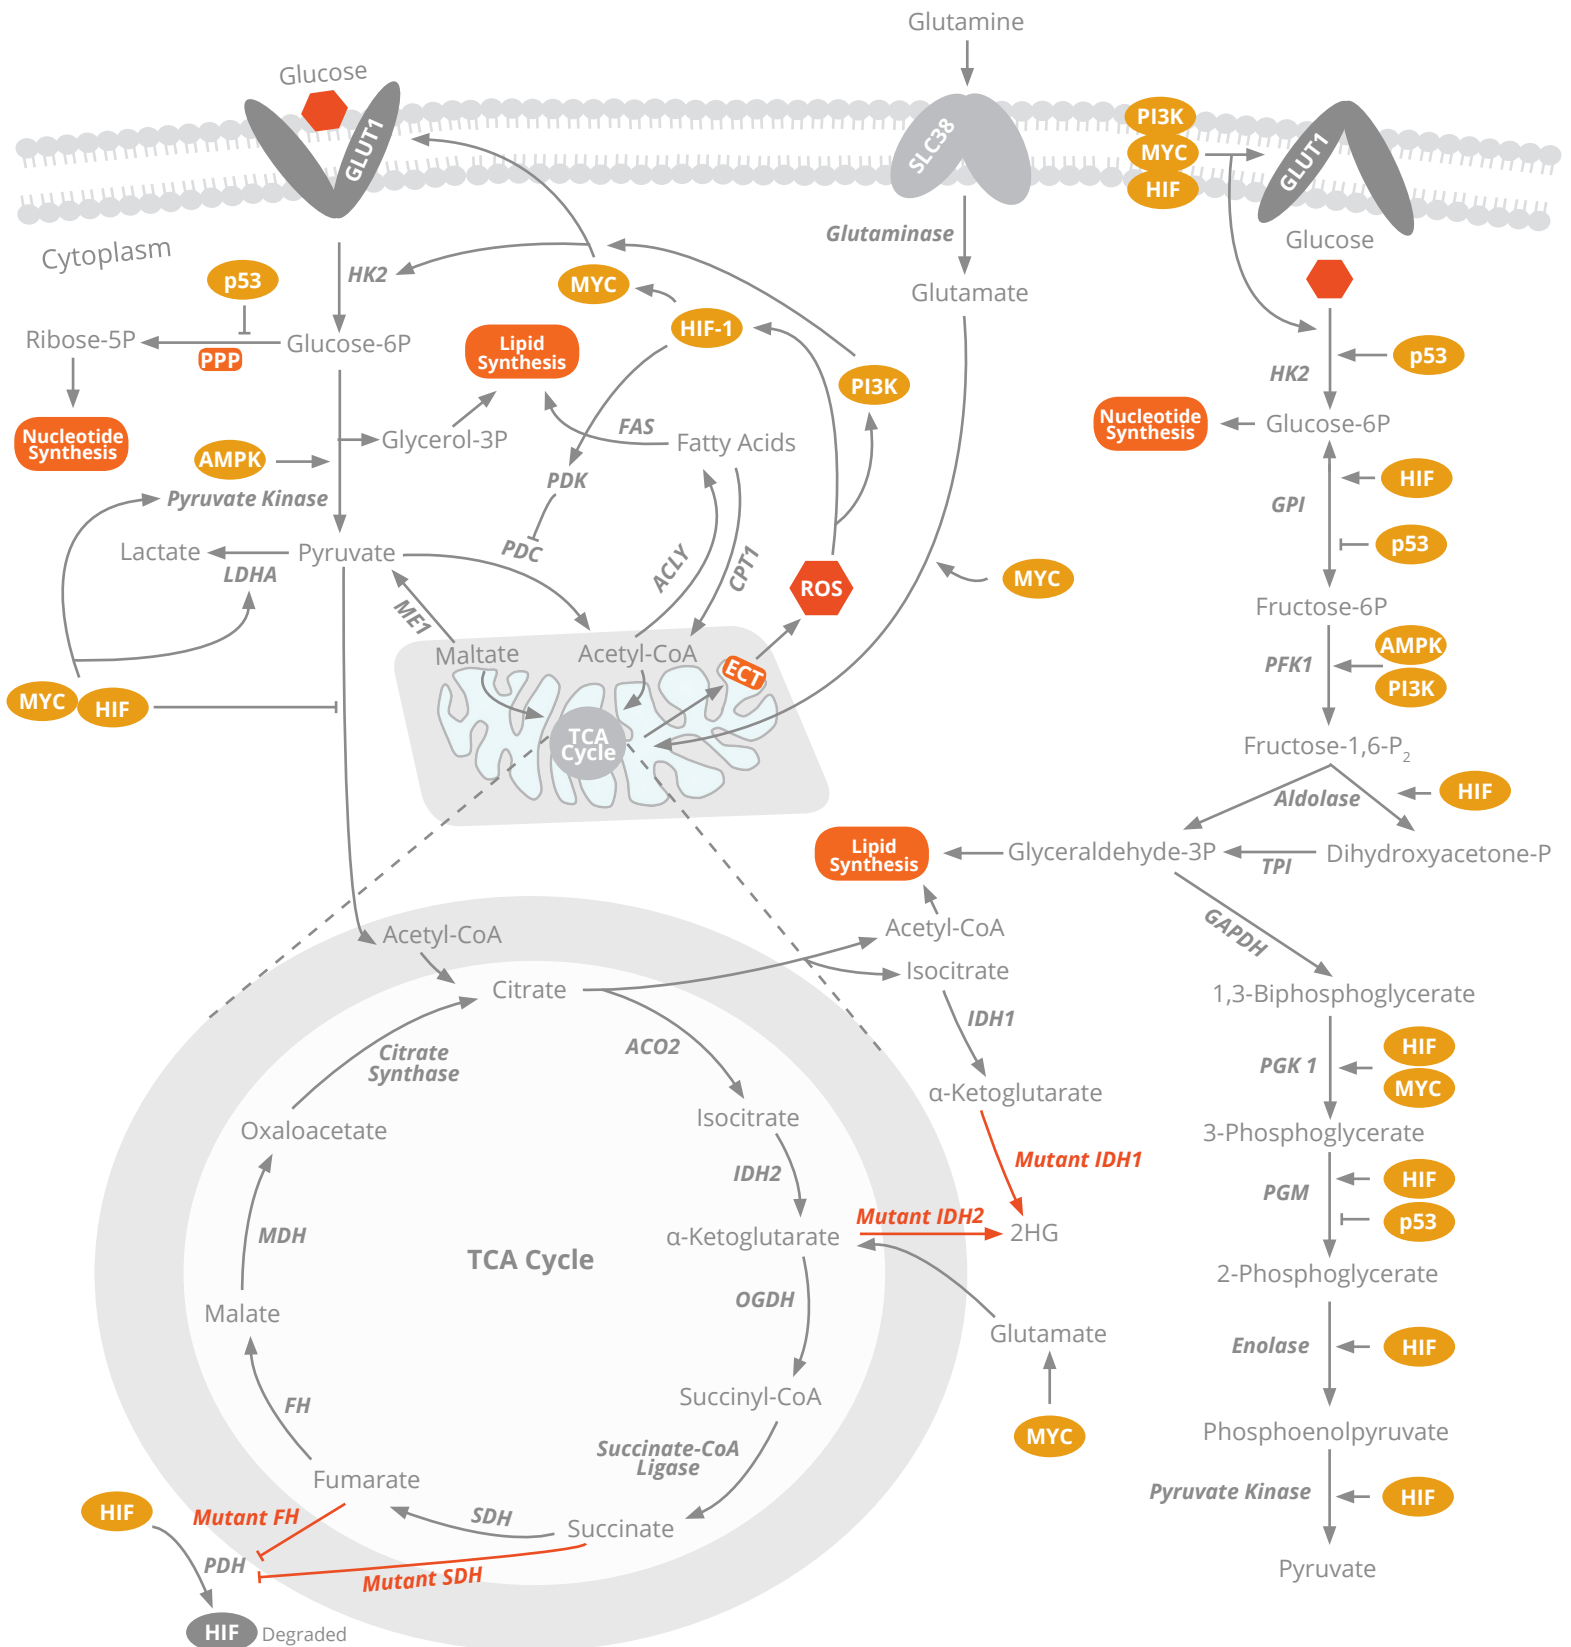 Glutamine
Glucose
GLUT1
SLC38
PI3K
MYC
HIF
GLUT1
Cytoplasm
Glutaminase
Glucose
p53
HK2
MYC
Glutamate
Ribose-5P
PPP
Glucose-6P
Lipid
Synthesis
HIF-1
PI3K
HK2
p53
Nucleotide
Synthesis
AMPK
Glycerol-3P
FAS
Fatty Acids
Nucleotide
Synthesis
Glucose-6P
Pyruvate Kinase
PDK
GPI
HIF
Lactate
LDHA
Pyruvate
PDC
ACLY
CPT1
ROS
MYC
p53
ME1
Fructose-6P
Maltate
Acetyl-CoA
ECT
PFK1
AMPK
PI3K
MYC
HIF
TCA
Cycle
Fructose-1,6-P2
Aldolase
HIF
Lipid
Synthesis
Glyceraldehyde-3P
TPI
Dihydroxyacetone-P
GAPDH
Acetyl-CoA
Acetyl-CoA
Citrate
Isocitrate
1,3-Biphosphoglycerate
IDH1
Citrate
Synthase
ACO2
PGK 1
HIF
MYC
α-Ketoglutarate
Oxaloacetate
Isocitrate
3-Phosphoglycerate
IDH2
Mutant IDH1
PGM
HIF
p53
MDH
TCA Cycle
α-Ketoglutarate
Mutant IDH2
2HG
2-Phosphoglycerate
OGDH
Malate
Glutamate
Enolase
HIF
FH
Succinyl-CoA
MYC
Phosphoenolpyruvate
Succinate-CoA
Ligase
Fumarate
Pyruvate Kinase
HIF
HIF
Mutant FH
SDH
Succinate
PDH
Mutant SDH
Pyruvate
HIF
Degraded